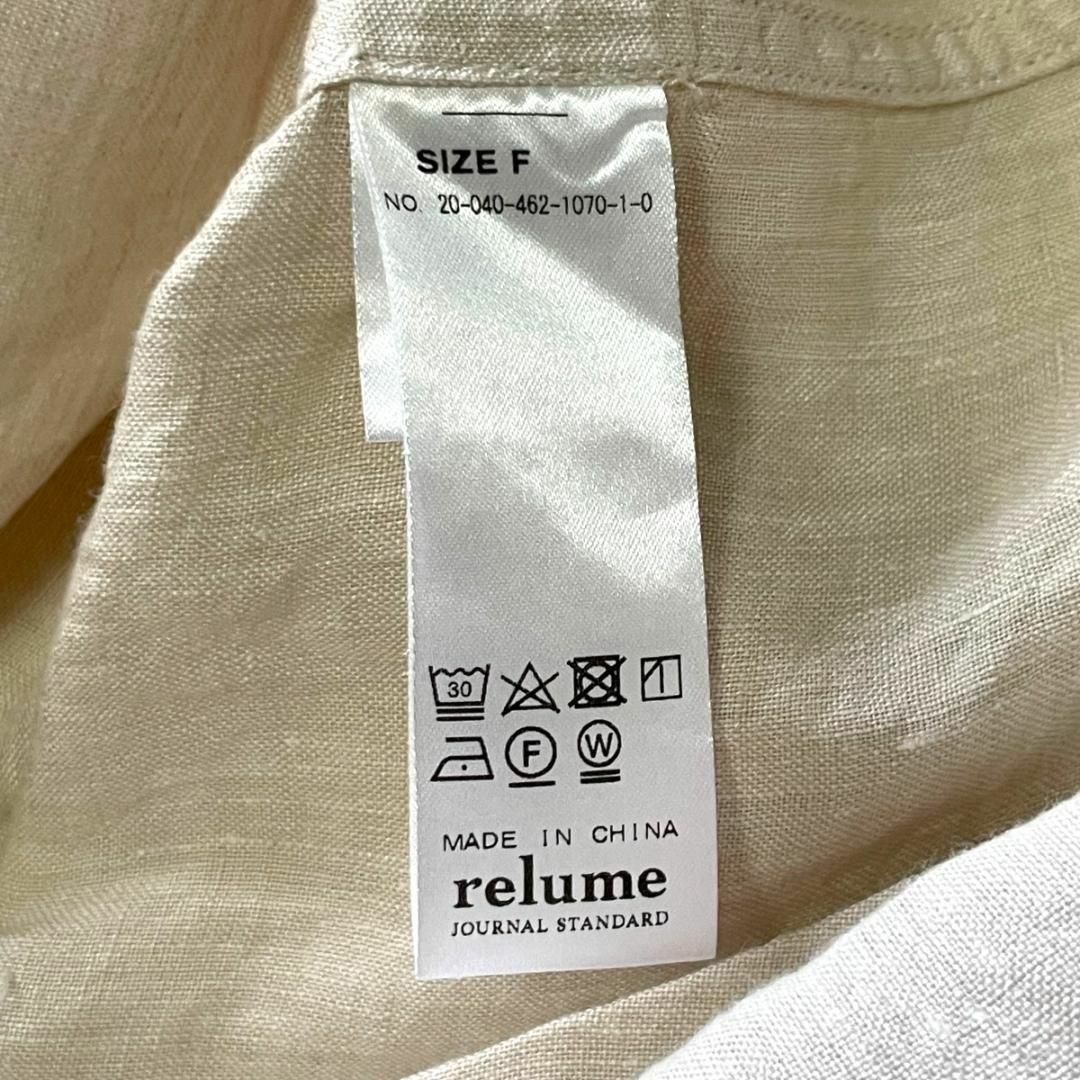 SIZE F
NO. 20-040-462-1070-1-0
30
F W
MADE IN CHINA
relume
JOURNAL STANDARD